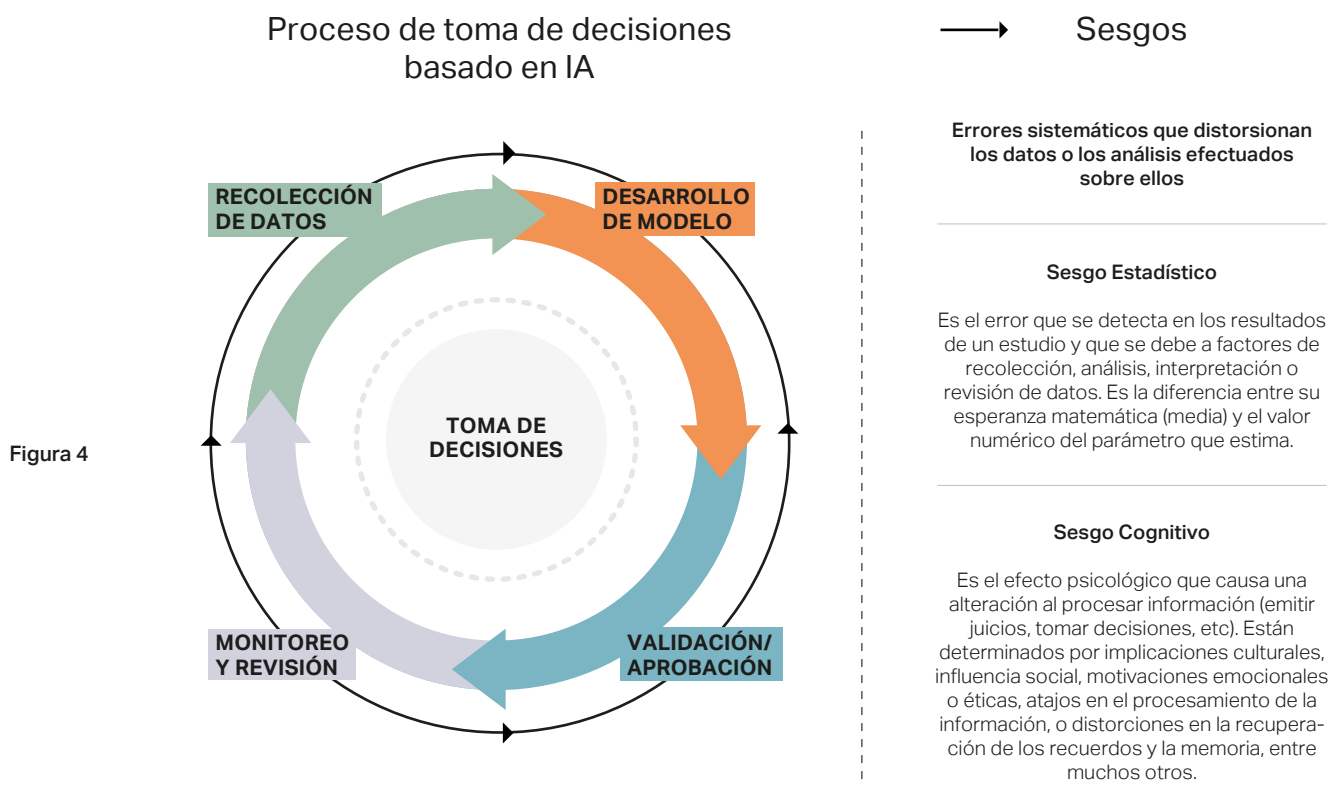 Proceso de toma de decisiones
basado en IA
RECOLECCIÓN
DE DATOS
DESARROLLO
DE MODELO
TOMA DE
DECISIONES
Figura 4
MONITOREO
Y REVISIÓN
VALIDACIÓN/
APROBACIÓN
Sesgos
Errores sistemáticos que distorsionan
los datos o los análisis efectuados
sobre ellos
Sesgo Estadístico
Es el error que se detecta en los resultados
de un estudio y que se debe a factores de
recolección, análisis, interpretación o
revisión de datos. Es la diferencia entre su
esperanza matemática (media) y el valor
numérico del parámetro que estima.
Sesgo Cognitivo
Es el efecto psicológico que causa una
alteración al procesar información (emitir
juicios, tomar decisiones, etc). Están
determinados por implicaciones culturales,
influencia social, motivaciones emocionales
o éticas, atajos en el procesamiento de la
información, o distorciones en la recupera-
ción de los recuerdos y la memoria, entre
muchos otros.